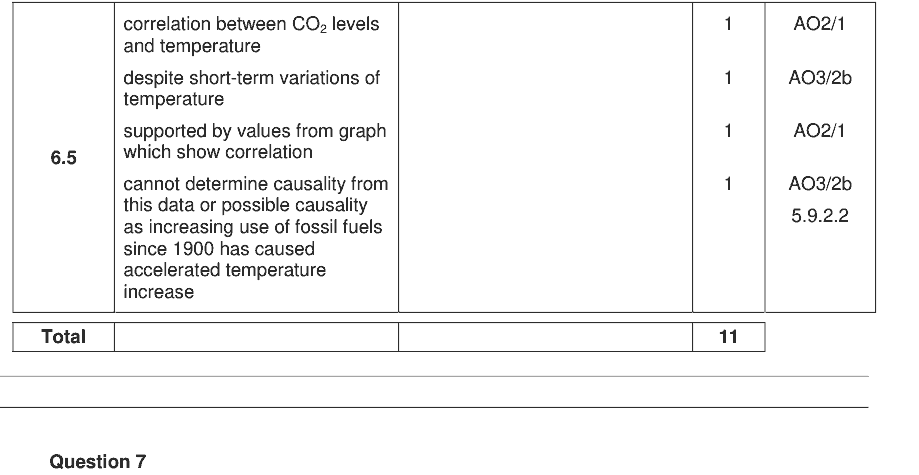 correlation between CO₂ levels 1 AO2/1
and temperature
despite short-term variations of 1 AO3/2b
temperature
supported by values from graph 1 AO2/1
which show correlation
6.5
cannot determine causality from 1 AO3/2b
this data or possible causality
as increasing use of fossil fuels 5.9.2.2
since 1900 has caused
accelerated temperature
increase
Total 11
Question 7